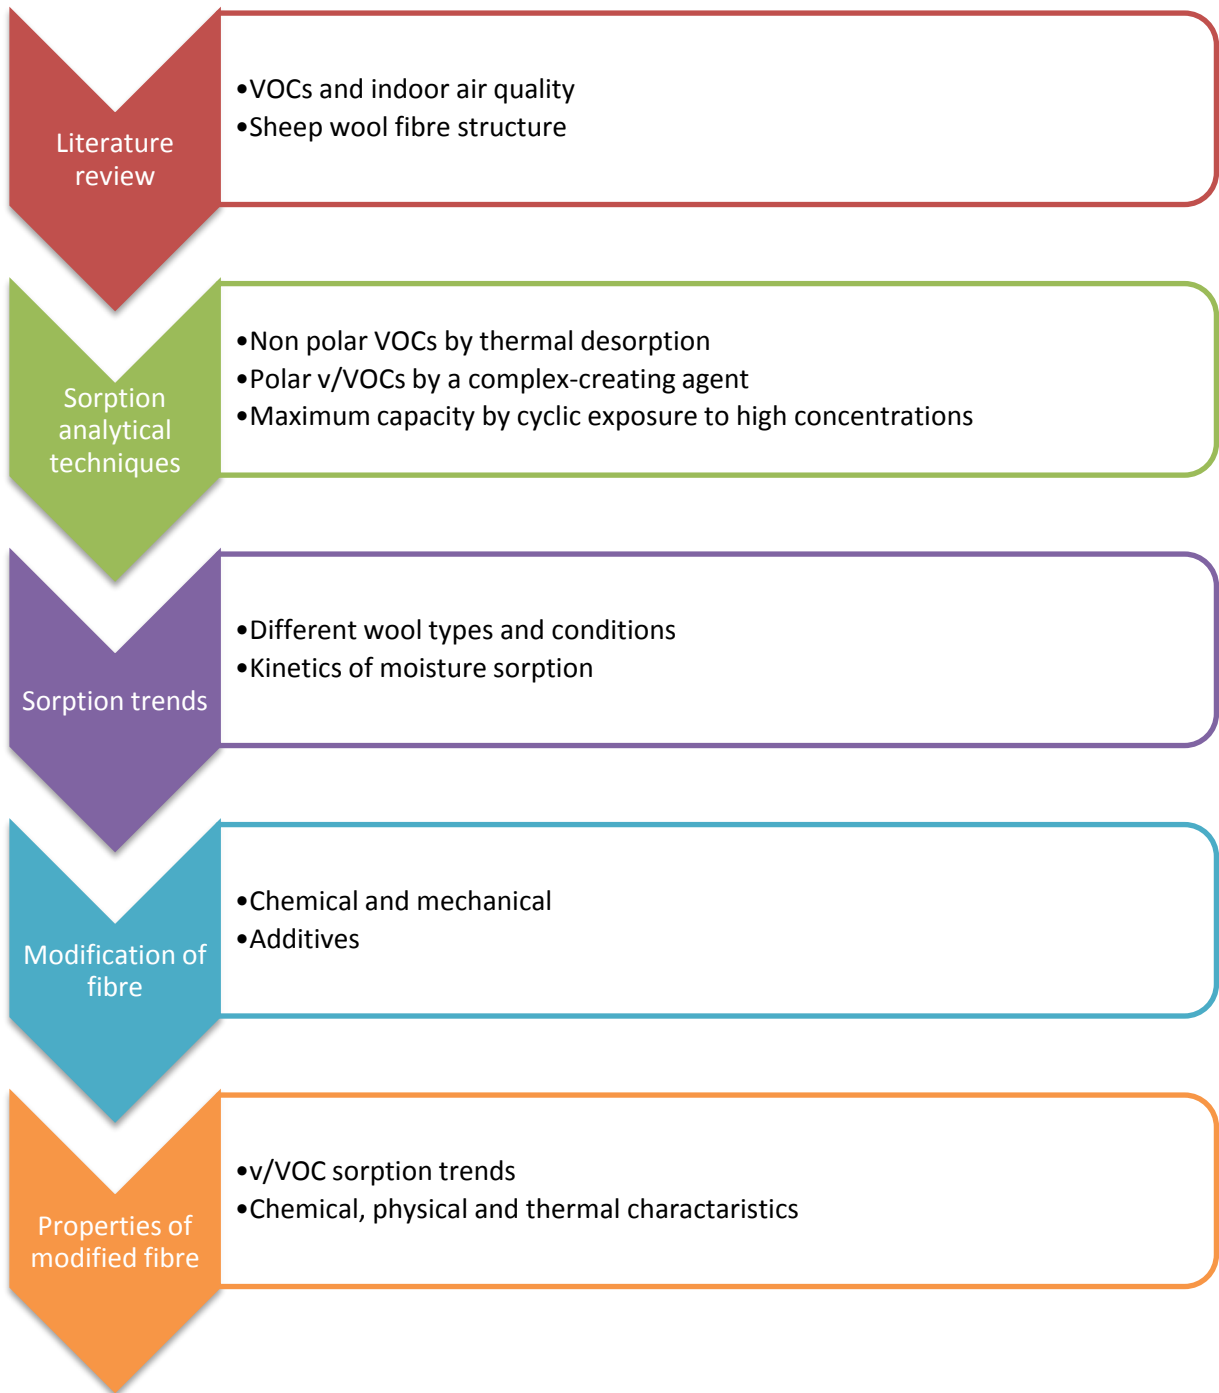 Literature
review
•VOCs and indoor air quality
•Sheep wool fibre structure
Sorption
analytical
techniques
•Non polar VOCs by thermal desorption
•Polar v/VOCs by a complex-creating agent
•Maximum capacity by cyclic exposure to high concentrations
Sorption trends
•Different wool types and conditions
•Kinetics of moisture sorption
Modification of
fibre
•Chemical and mechanical
•Additives
Properties of
modified fibre
•v/VOC sorption trends
•Chemical, physical and thermal charactaristics